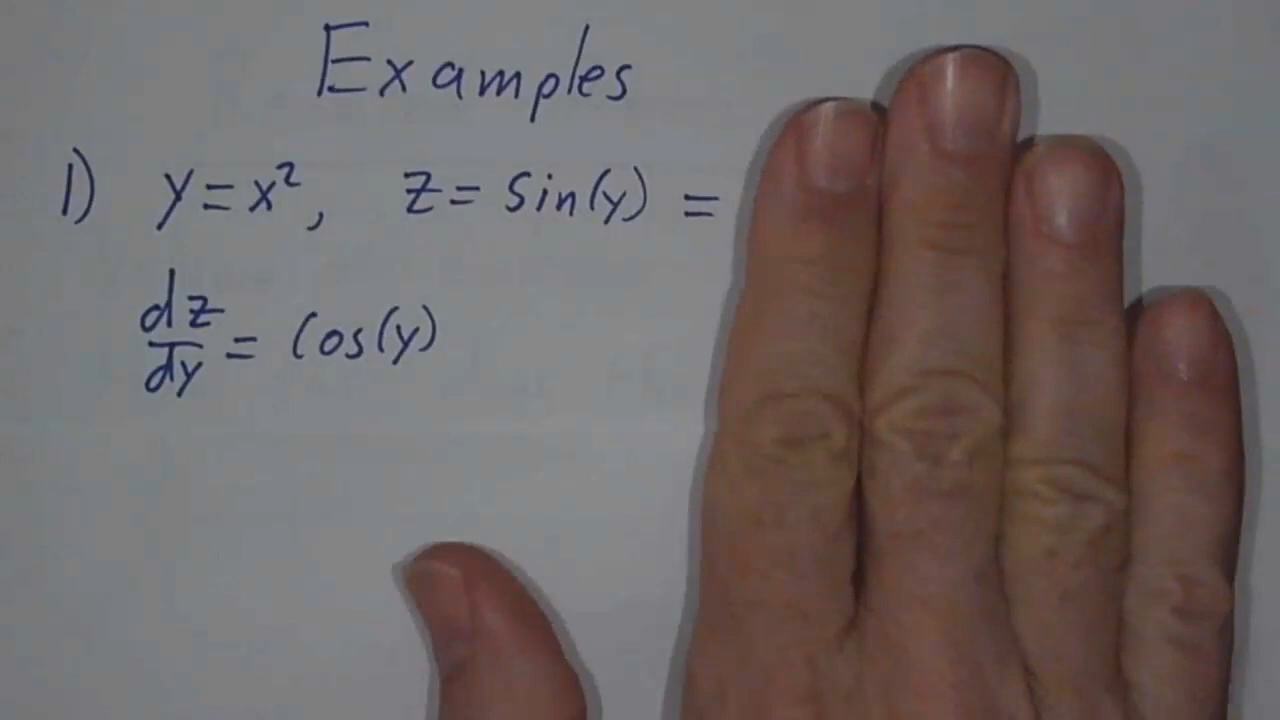 Examples
1) y = x², z = Sin(y) =
dz/dy = Cos(y)